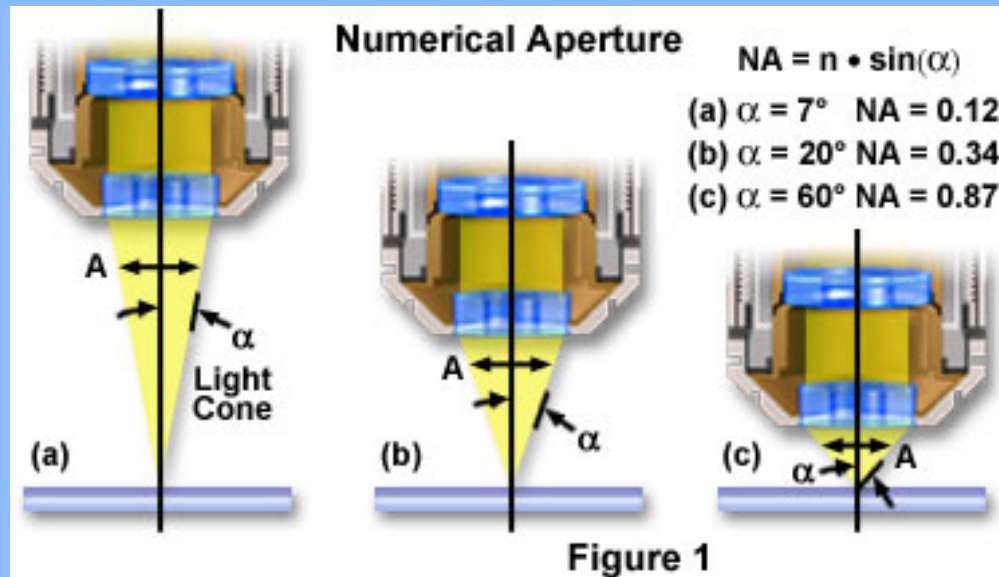 Numerical Aperture
NA = n • sin(α)
(a) α = 7° NA = 0.12
(b) α = 20° NA = 0.34
(c) α = 60° NA = 0.87
A
α
Light
Cone
(a)
A
α
(b)
A
α
(c)
Figure 1